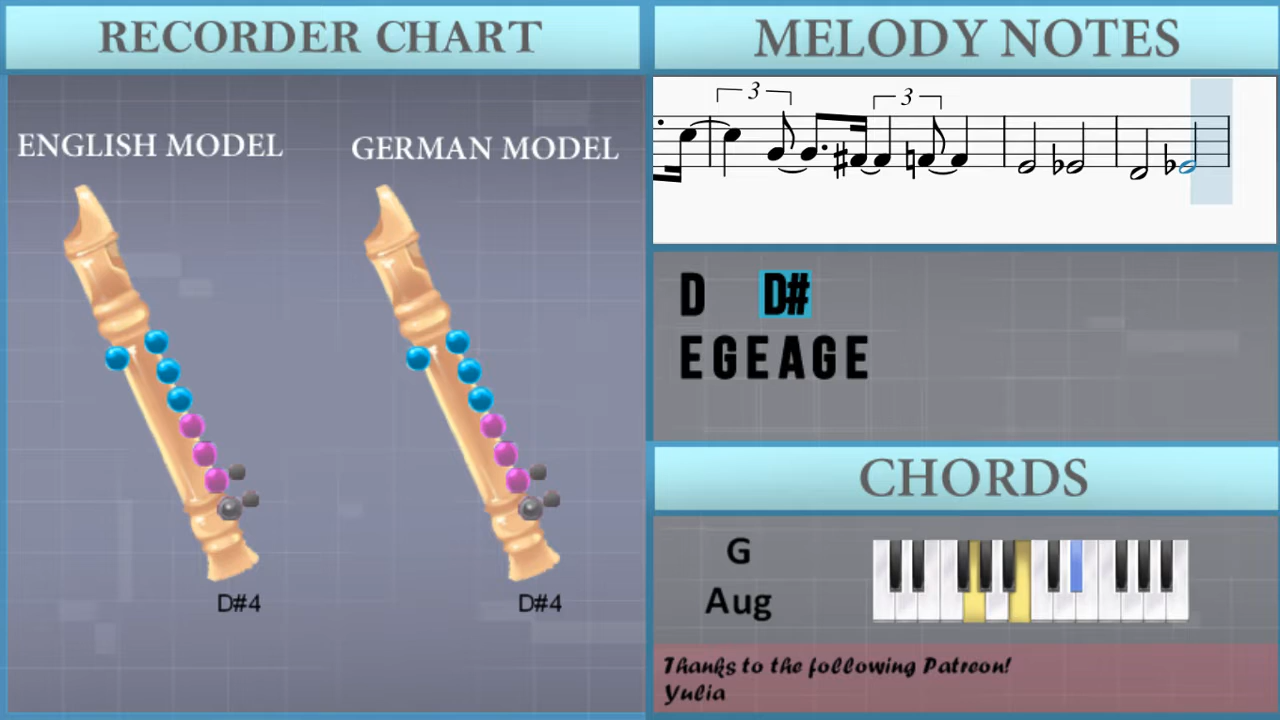 RECORDER CHART
ENGLISH MODEL
GERMAN MODEL
D#4
D#4
MELODY NOTES
3
3
D D#
E G E A G E
CHORDS
G
Aug
Thanks to the following Patreon!
Yulia